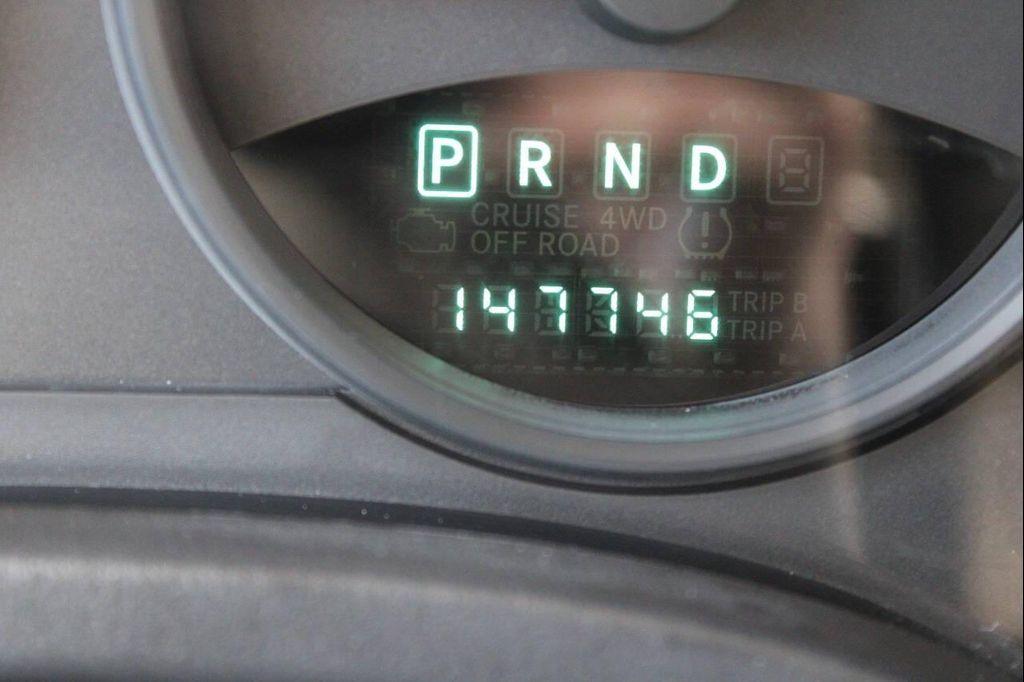 P R N D
CRUISE 4WD
OFF ROAD
147746 TRIP B
TRIP A